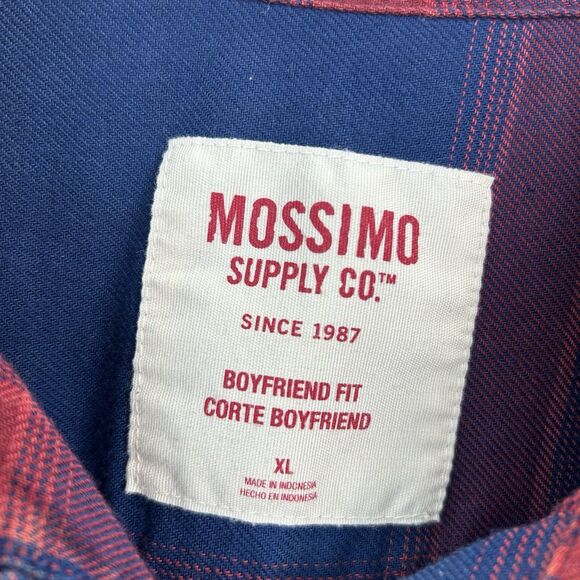 MOSSIMO
SUPPLY CO.™
SINCE 1987
BOYFRIEND FIT
CORTE BOYFRIEND
XL
MADE IN INDONESIA
HECHO EN INDONESIA